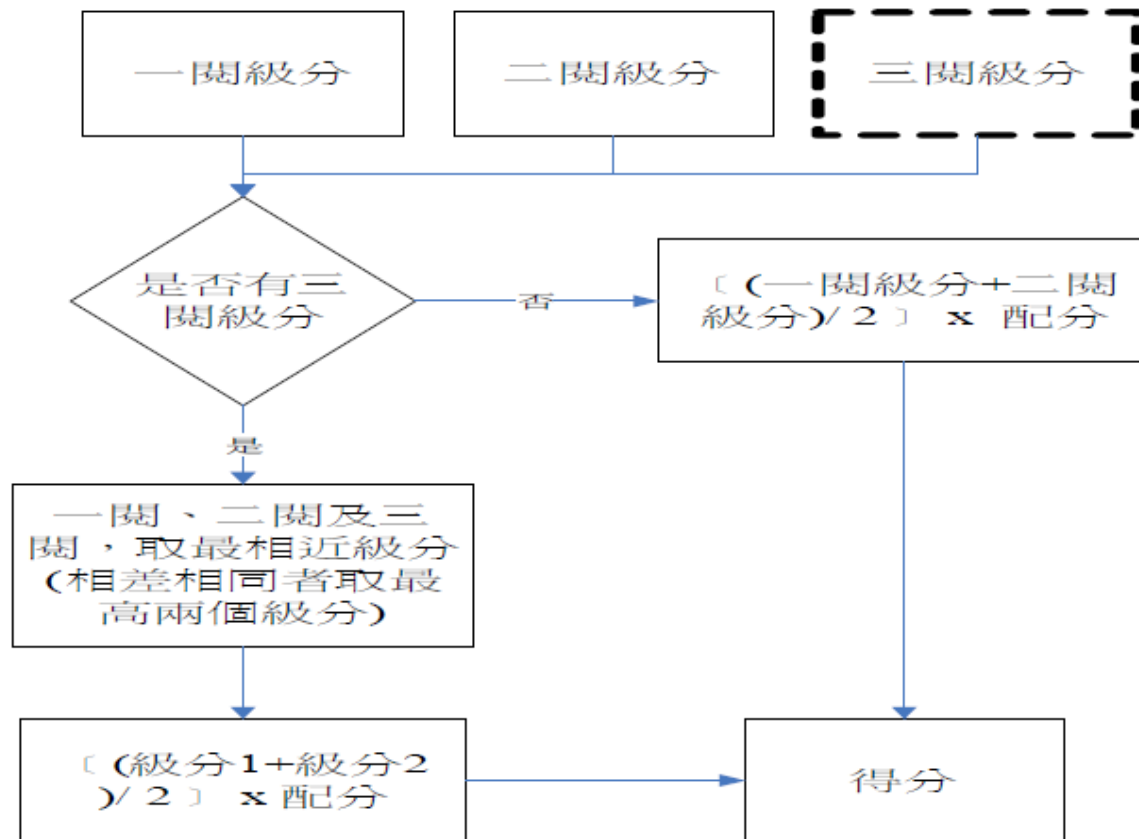 一閱級分
二閱級分
三閱級分
是否有三
閱級分
否
〔(一閱級分+二閱
級分)/2〕 x 配分
是
一閱、二閱及三
閱，取最相近級分
(相差相同者取最
高兩個級分)
〔(級分1+級分2
)/2〕 x 配分
得分